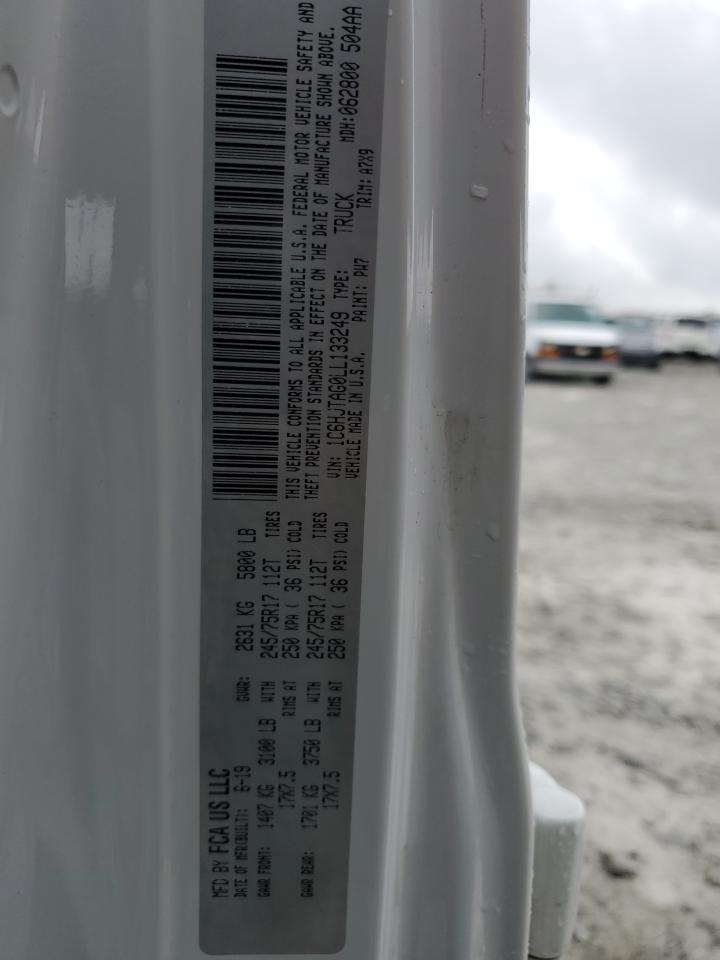 MFD BY FCA US LLC
DATE OF MFR(BUILT): 6-19 GVWR: 2631 KG 5800 LB
GAWR FRONT: 1407 KG 3100 LB WITH 245/75R17 112T TIRES
17X7.5 RIMS AT 250 KPA ( 36 PSI) COLD
GAWR REAR: 1701 KG 3750 LB WITH 245/75R17 112T TIRES
17X7.5 RIMS AT 250 KPA ( 36 PSI) COLD
THIS VEHICLE CONFORMS TO ALL APPLICABLE U.S.A. FEDERAL MOTOR VEHICLE SAFETY AND
THEFT PREVENTION STANDARDS IN EFFECT ON THE DATE OF MANUFACTURE SHOWN ABOVE.
VIN: 1C6HJTAG0LL133249 TYPE: TRUCK MDH:062800 504AA
VEHICLE MADE IN U.S.A. PAINT: PW7 TRIM: A7X9